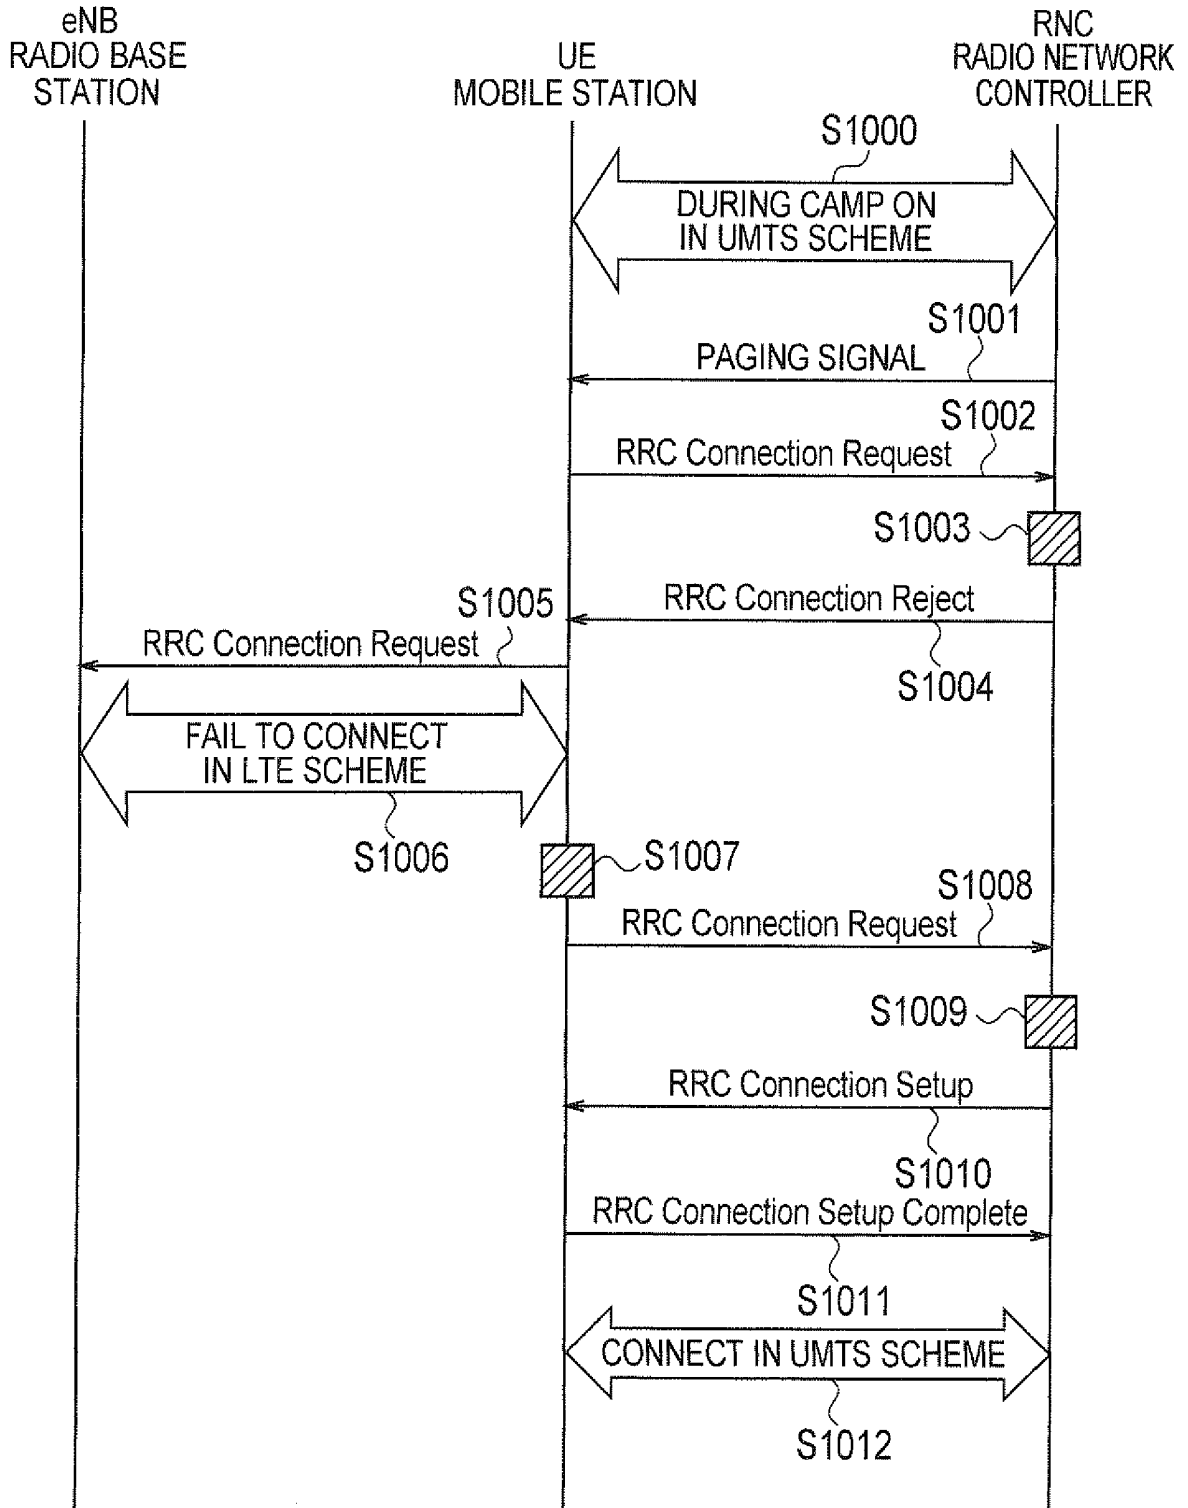 eNB
RADIO BASE
STATION
UE
MOBILE STATION
RNC
RADIO NETWORK
CONTROLLER
S1000
DURING CAMP ON
IN UMTS SCHEME
S1001
PAGING SIGNAL
S1002
RRC Connection Request
S1003
RRC Connection Reject
S1004
S1005
RRC Connection Request
FAIL TO CONNECT
IN LTE SCHEME
S1006
S1007
S1008
RRC Connection Request
S1009
RRC Connection Setup
S1010
RRC Connection Setup Complete
S1011
CONNECT IN UMTS SCHEME
S1012